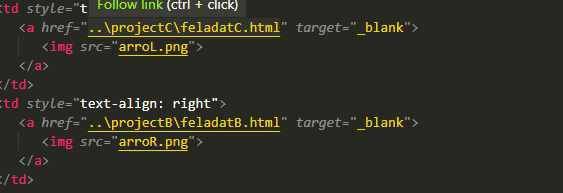 Follow link (ctrl + click)
<td style="t
<a href="..\projectC\feladatC.html" target="_blank">
<img src="arroL.png">
</a>
</td>
<td style="text-align: right">
<a href="..\projectB\feladatB.html" target="_blank">
<img src="arroR.png">
</a>
</td>